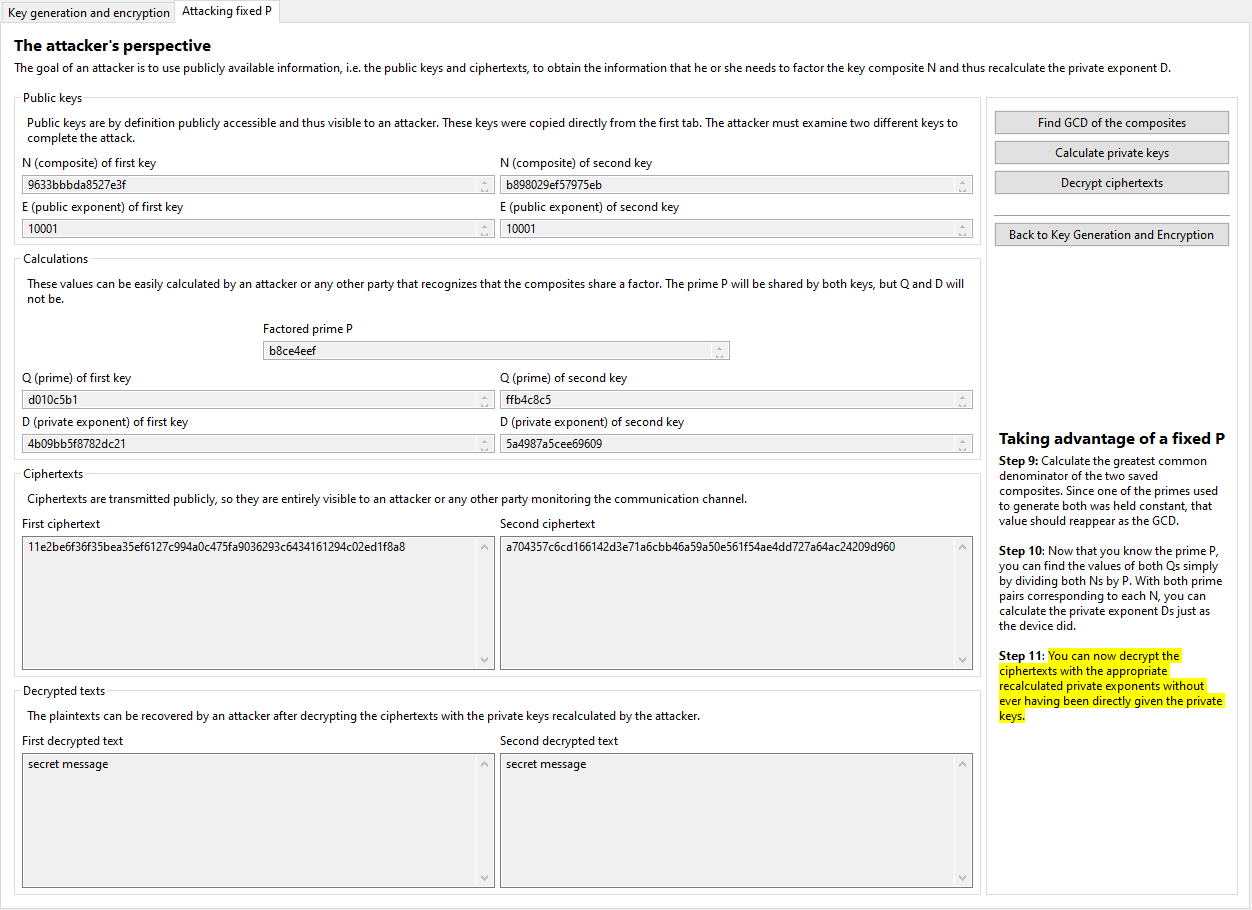 Key generation and encryption
Attacking fixed P
The attacker's perspective
The goal of an attacker is to use publicly available information, i.e. the public keys and ciphertexts, to obtain the information that he or she needs to factor the key composite N and thus recalculate the private exponent D.
Public keys
Public keys are by definition publicly accessible and thus visible to an attacker. These keys were copied directly from the first tab. The attacker must examine two different keys to
complete the attack.
N (composite) of first key
N (composite) of second key
9633bbbda8527e3f
b898029ef57975eb
E (public exponent) of first key
E (public exponent) of second key
10001
10001
Calculations
These values can be easily calculated by an attacker or any other party that recognizes that the composites share a factor. The prime P will be shared by both keys, but Q and D will
not be.
Factored prime P
b8ce4eef
Q (prime) of first key
Q (prime) of second key
d010c5b1
ffb4c8c5
D (private exponent) of first key
D (private exponent) of second key
4b09bb5f8782dc21
5a4987a5cee69609
Ciphertexts
Ciphertexts are transmitted publicly, so they are entirely visible to an attacker or any other party monitoring the communication channel.
First ciphertext
Second ciphertext
11e2be6f36f35bea35ef6127c994a0c475fa9036293c6434161294c02ed1f8a8
a704357c6cd166142d3e71a6cbb46a59a50e561f54ae4dd727a64ac24209d960
Decrypted texts
The plaintexts can be recovered by an attacker after decrypting the ciphertexts with the private keys recalculated by the attacker.
First decrypted text
Second decrypted text
secret message
secret message
Find GCD of the composites
Calculate private keys
Decrypt ciphertexts
Back to Key Generation and Encryption
Taking advantage of a fixed P
Step 9: Calculate the greatest common
denominator of the two saved
composites. Since one of the primes used
to generate both was held constant, that
value should reappear as the GCD.
Step 10: Now that you know the prime P,
you can find the values of both Qs simply
by dividing both Ns by P. With both prime
pairs corresponding to each N, you can
calculate the private exponent Ds just as
the device did.
Step 11: You can now decrypt the
ciphertexts with the appropriate
recalculated private exponents without
ever having been directly given the private
keys.